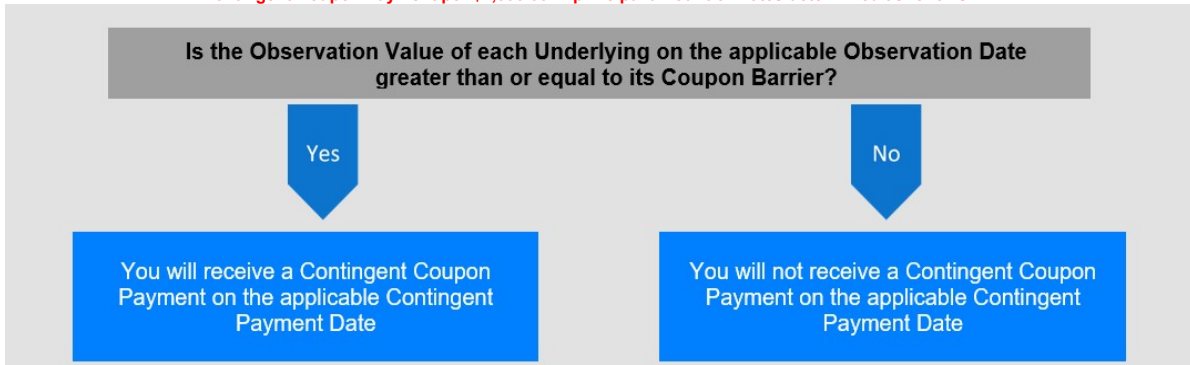 Is the Observation Value of each Underlying on the applicable Observation Date
greater than or equal to its Coupon Barrier?
Yes
No
You will receive a Contingent Coupon
Payment on the applicable Contingent
Payment Date
You will not receive a Contingent Coupon
Payment on the applicable Contingent
Payment Date